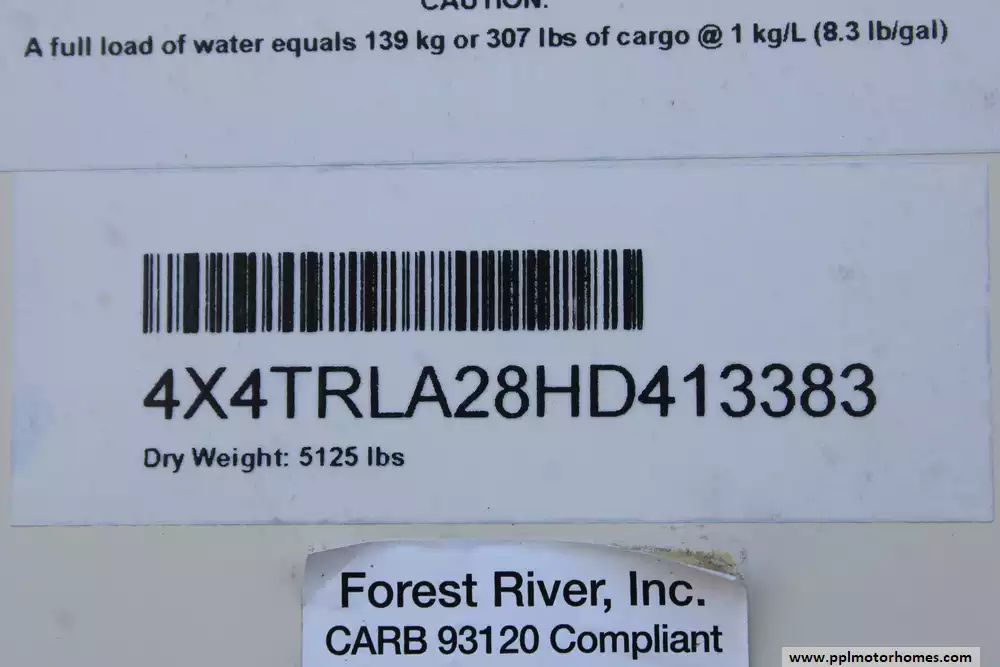 CAUTION:
A full load of water equals 139 kg or 307 lbs of cargo @ 1 kg/L (8.3 lb/gal)
4X4TRLA28HD413383
Dry Weight: 5125 lbs
Forest River, Inc.
CARB 93120 Compliant
www.pplmotorhomes.com